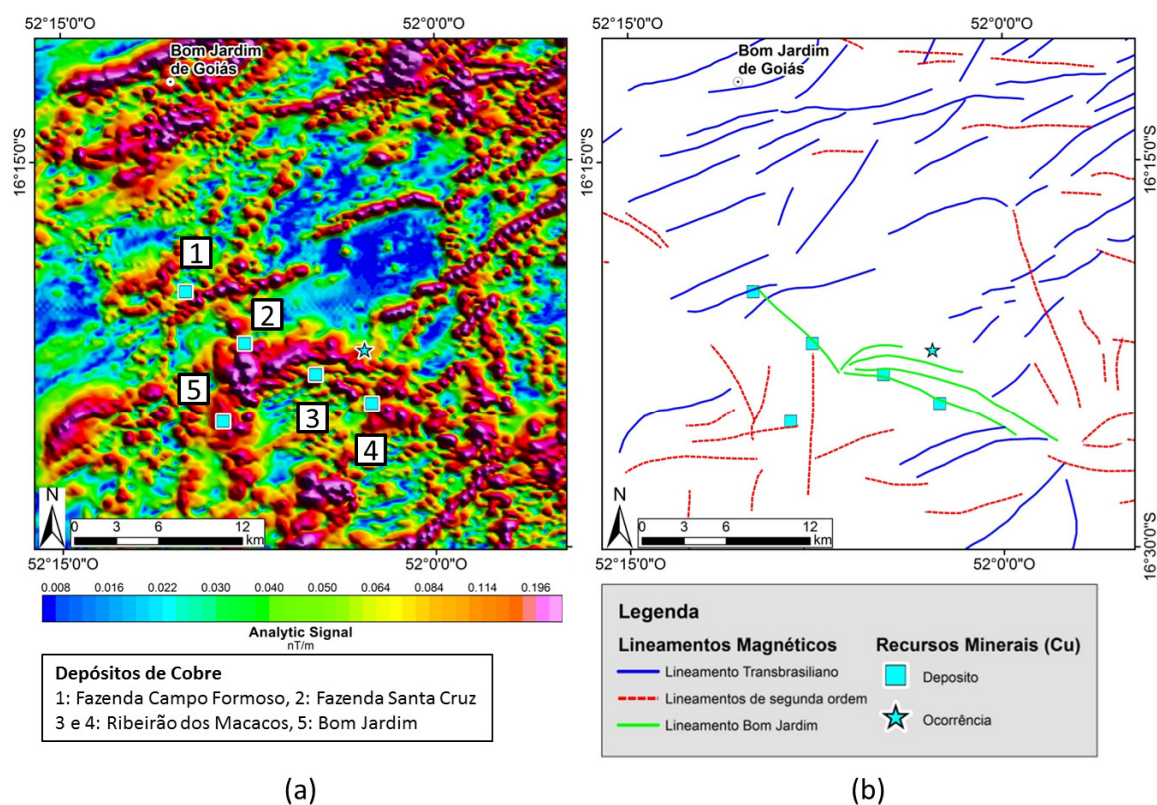 52°15'0"O
52°0'0"O
Bom Jardim
de Goiás
16°15'0"S
1
2
5
3
4
N
0 3 6 12
km
52°15'0"O
52°0'0"O
0.008 0.016 0.022 0.030 0.040 0.050 0.066 0.084 0.114 0.196
Analytic Signal
nT/m
Depósitos de Cobre
1: Fazenda Campo Formoso, 2: Fazenda Santa Cruz
3 e 4: Ribeirão dos Macacos, 5: Bom Jardim
(a)
52°15'0"O
52°0'0"O
Bom Jardim
de Goiás
16°15'0"S
16°15'0"S
N
0 3 6 12
km
16°30'0"S
52°15'0"O
52°0'0"O
Legenda
Lineamentos Magnéticos
Lineamento Transbrasiliano
Lineamentos de segunda ordem
Lineamento Bom Jardim
Recursos Minerais (Cu)
Deposito
Ocorrência
(b)